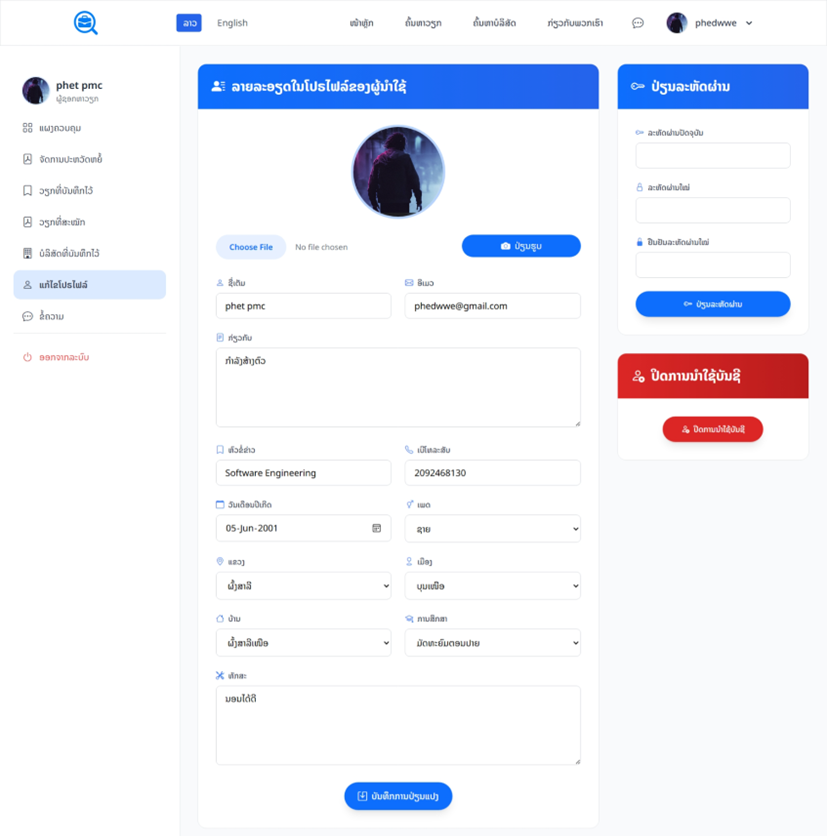 ລາວ English ໜ້າຫຼັກ ຄົ້ນຫາວຽກ ຄົ້ນຫາບໍລິສັດ ກ່ຽວກັບພວກເຮົາ phedwwe
phet pmc
ຜູ້ຊອກຫາວຽກ
ແຜງຄວບຄຸມ
ຈັດການປະຫວັດຫຍໍ້
ວຽກທີ່ບັນທຶກໄວ້
ວຽກທີ່ສະໝັກ
ບໍລິສັດທີ່ບັນທຶກໄວ້
ແກ້ໄຂໂປຣໄຟລ໌
ຂໍ້ຄວາມ
ອອກຈາກລະບົບ
ລາຍລະອຽດໃນໂປຣໄຟລ໌ຂອງຜູ້ນຳໃຊ້
Choose File No file chosen ປ່ຽນຮູບ
ຊື່ເຕັມ ອີເມວ
phet pmc phedwwe@gmail.com
ກ່ຽວກັບ
ກຳລັງສ້າງຕົວ
ຫົວຂໍ້ຂ່າວ ເບີໂທລະສັບ
Software Engineering 2092468130
ວັນເດືອນປີເກີດ ເພດ
05-Jun-2001 ຊາຍ
ແຂວງ ເມືອງ
ຜົ້ງສາລີ ບຸນເໜືອ
ບ້ານ ການສຶກສາ
ຜົ້ງສາລີເໜືອ ມັດທະຍົມຕອນປາຍ
ທັກສະ
ນອນໄດ້ດີ
ບັນທຶກການປ່ຽນແປງ
ປ່ຽນລະຫັດຜ່ານ
ລະຫັດຜ່ານປັດຈຸບັນ
ລະຫັດຜ່ານໃໝ່
ຢືນຢັນລະຫັດຜ່ານໃໝ່
ປ່ຽນລະຫັດຜ່ານ
ປິດການນຳໃຊ້ບັນຊີ
ປິດການນຳໃຊ້ບັນຊີ